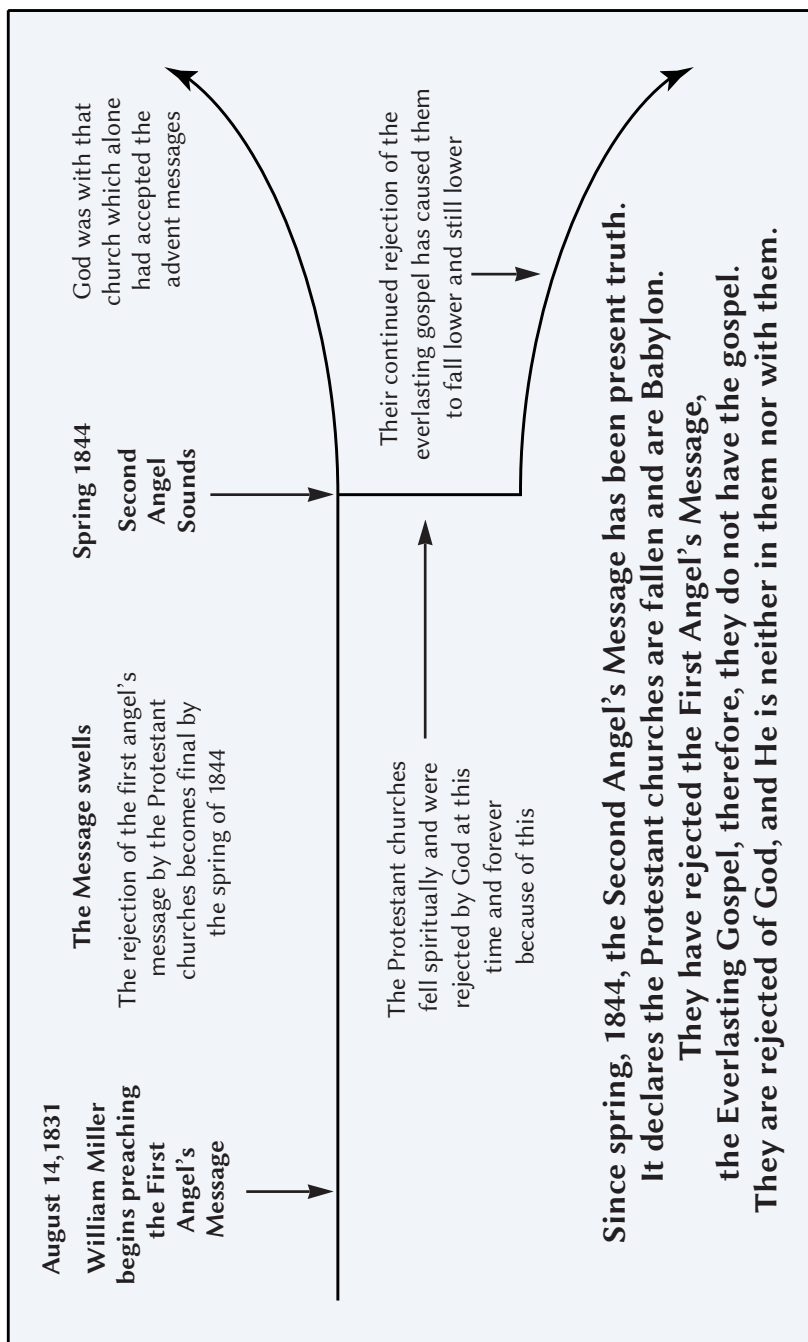 August 14, 1831
William Miller
begins preaching
the First
Angel's
Message
The Message swells
The rejection of the first angel's
message by the Protestant
churches becomes final by
the spring of 1844
Spring 1844
Second
Angel
Sounds
God was with that
church which alone
had accepted the
advent messages
The Protestant churches
fell spiritually and were
rejected by God at this
time and forever
because of this
Their continued rejection of the
everlasting gospel has caused them
to fall lower and still lower
Since spring, 1844, the Second Angel's Message has been present truth.
It declares the Protestant churches are fallen and are Babylon.
They have rejected the First Angel's Message,
the Everlasting Gospel, therefore, they do not have the gospel.
They are rejected of God, and He is neither in them nor with them.